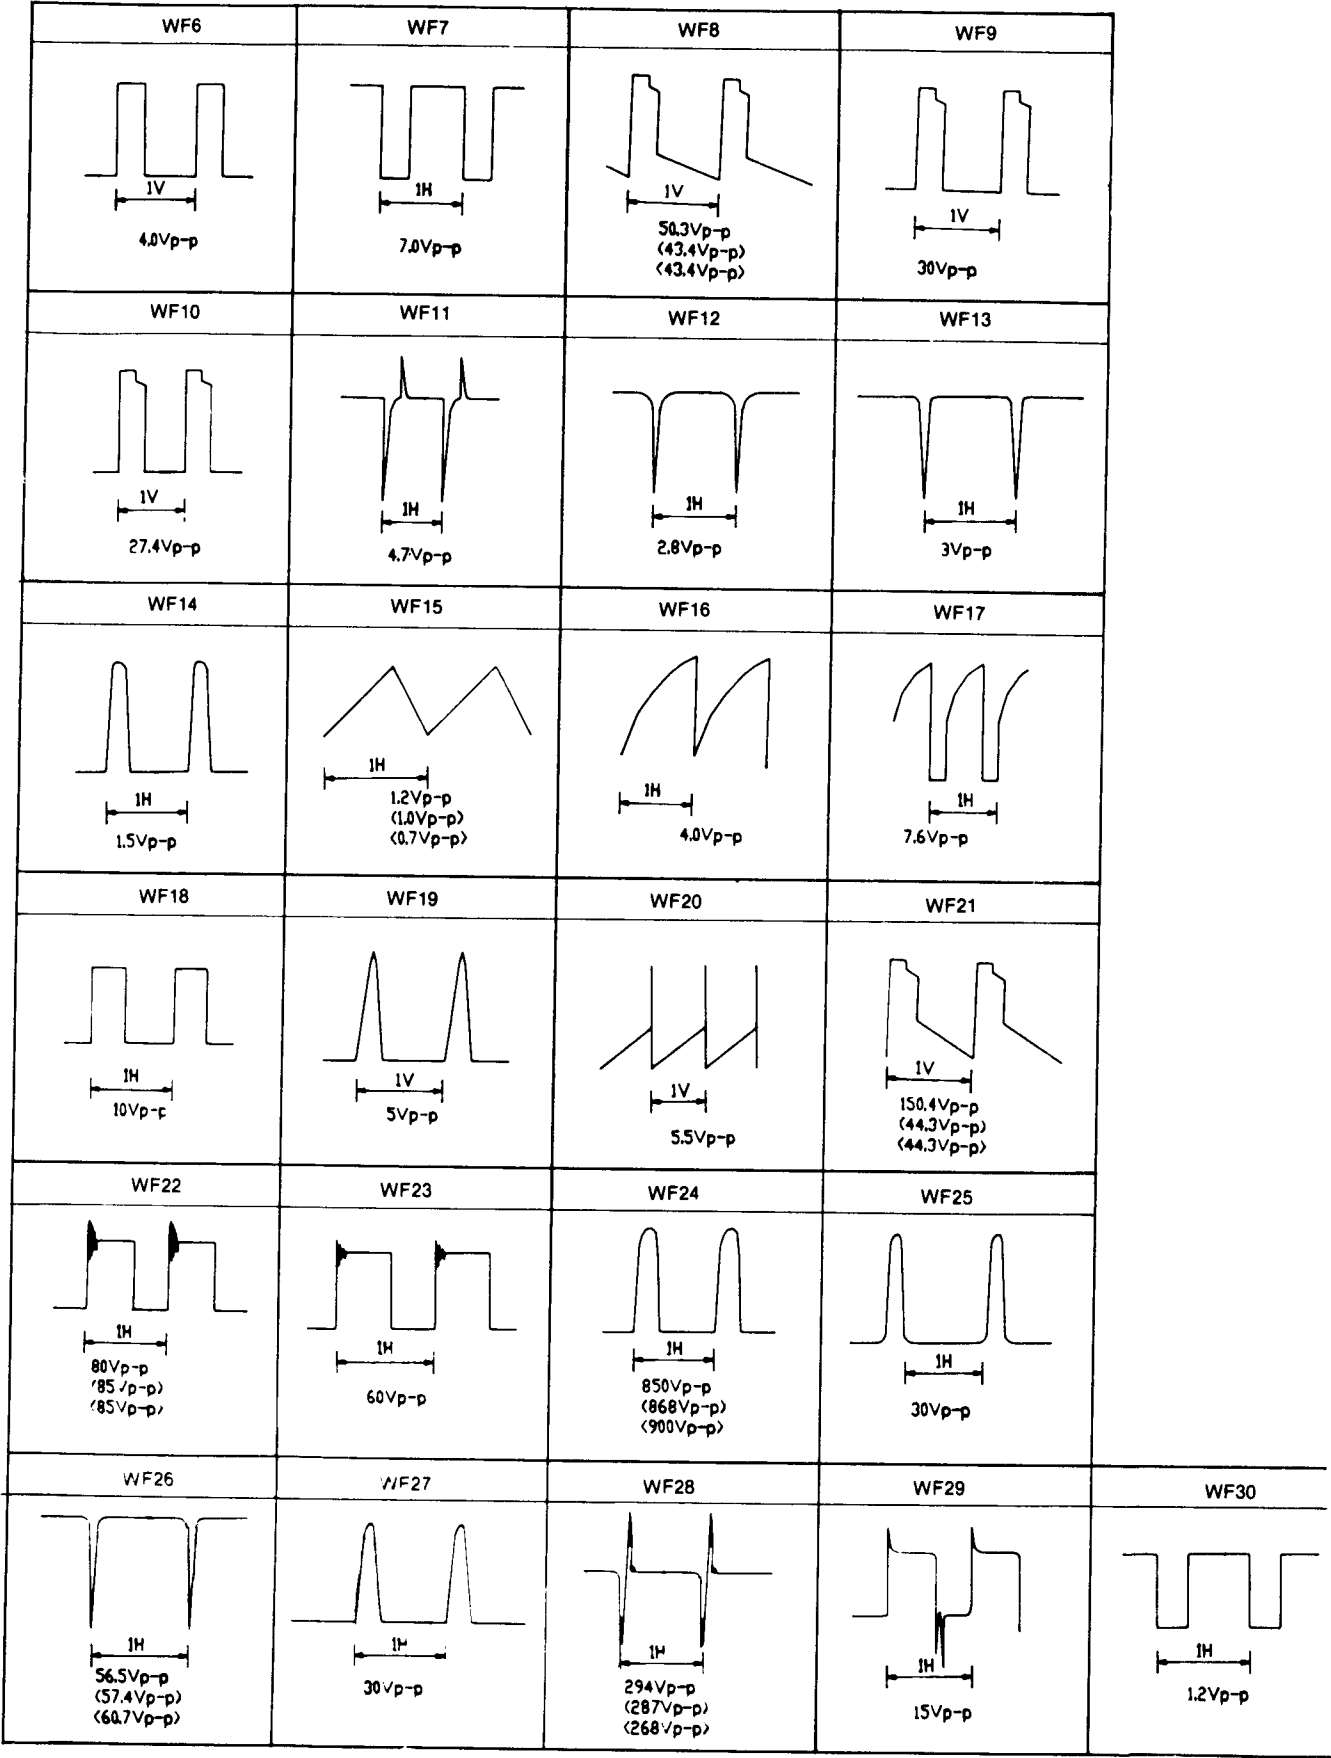 WF6 WF7 WF8 WF9
1V
4.0Vp-p
1H
7.0Vp-p
1V
50.3Vp-p
(43.4Vp-p)
<43.4Vp-p>
1V
30Vp-p
WF10 WF11 WF12 WF13
1V
27.4Vp-p
1H
4.7Vp-p
1H
2.8Vp-p
1H
3Vp-p
WF14 WF15 WF16 WF17
1H
1.5Vp-p
1H
1.2Vp-p
(1.0Vp-p)
<0.7Vp-p>
1H
4.0Vp-p
1H
7.6Vp-p
WF18 WF19 WF20 WF21
1H
10Vp-p
1V
5Vp-p
1V
5.5Vp-p
1V
150.4Vp-p
(44.3Vp-p)
<44.3Vp-p>
WF22 WF23 WF24 WF25
1H
80Vp-p
(85Vp-p)
<85Vp-p>
1H
60Vp-p
1H
850Vp-p
(868Vp-p)
<900Vp-p>
1H
30Vp-p
WF26 WF27 WF28 WF29 WF30
1H
56.5Vp-p
(57.4Vp-p)
<60.7Vp-p>
1H
30Vp-p
1H
294Vp-p
(287Vp-p)
<268Vp-p>
1H
15Vp-p
1H
1.2Vp-p